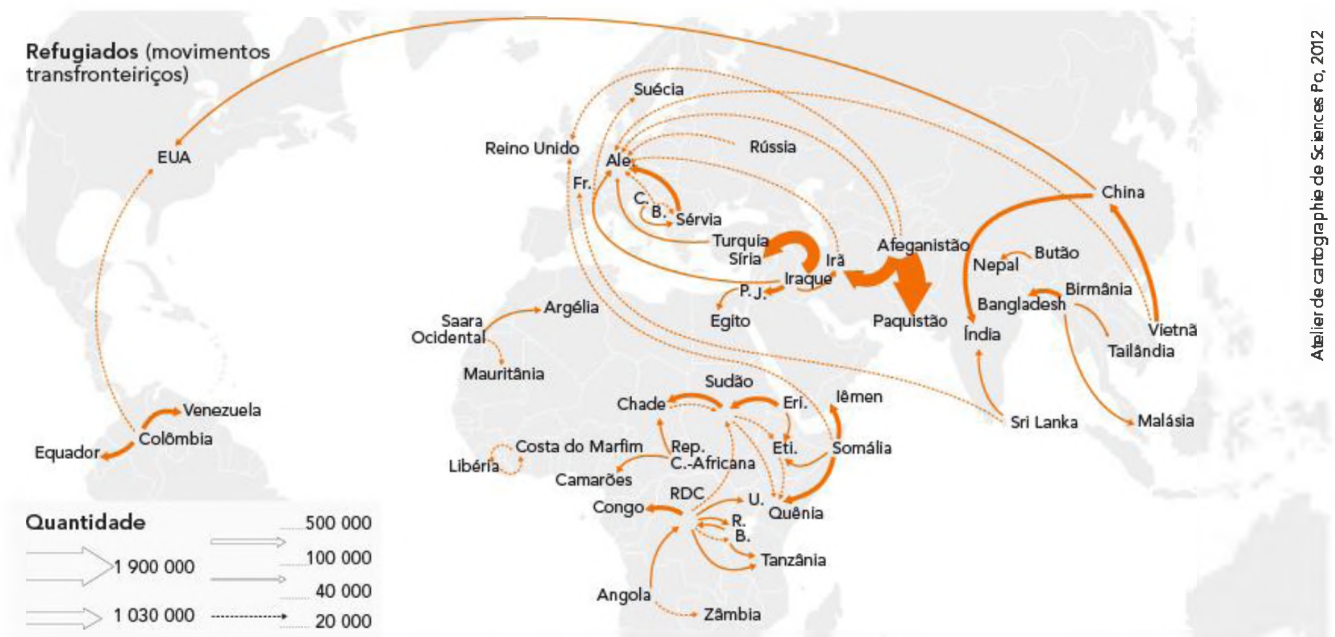 Refugiados (movimentos
transfronteiriços)
Atelier de cartographie de Sciences Po, 2012
Suécia
Reino Unido
Rússia
EUA
Ale.
Fr.
China
C.
B.
Sérvia
Turquia
Síria
Afeganistão
Irã
Butão
Nepal
Iraque
Birmânia
P.
J.
Bangladesh
Argélia
Egito
Paquistão
Saara
Ocidental
Índia
Vietnã
Tailândia
Mauritânia
Sudão
Iêmen
Chade
Eri.
Venezuela
Sri Lanka
Malásia
Colômbia
Equador
Costa do Marfim
Rep.
C.-Africana
Eti.
Somália
Libéria
Camarões
RDC
U.
Congo
Quênia
R.
B.
Tanzânia
Angola
Zâmbia
Quantidade
1 900 000
1 030 000
500 000
100 000
40 000
20 000